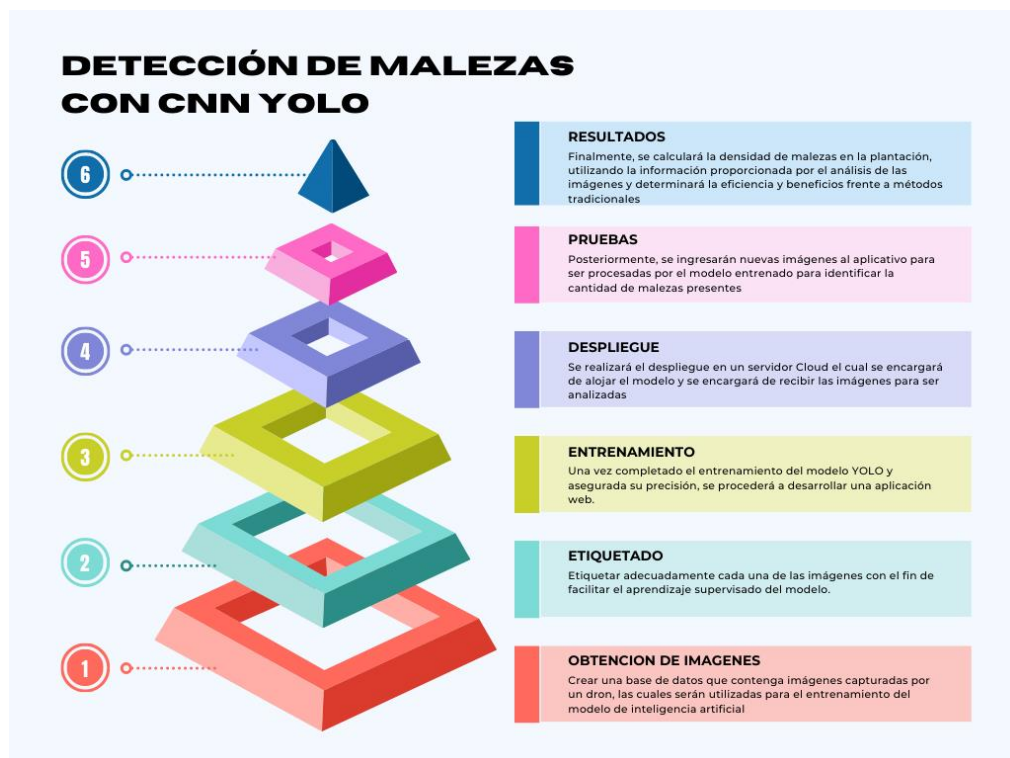 DETECCIÓN DE MALEZAS
CON CNN YOLO
6
RESULTADOS
Finalmente, se calculará la densidad de malezas en la plantación,
utilizando la información proporcionada por el análisis de las
imágenes y determinará la eficiencia y beneficios frente a métodos
tradicionales
5
PRUEBAS
Posteriormente, se ingresarán nuevas imágenes al aplicativo para
ser procesadas por el modelo entrenado para identificar la
cantidad de malezas presentes
4
DESPLIEGUE
Se realizará el despliegue en un servidor Cloud el cual se encargará
de alojar el modelo y se encargará de recibir las imágenes para ser
analizadas
3
ENTRENAMIENTO
Una vez completado el entrenamiento del modelo YOLO y
asegurada su precisión, se procederá a desarrollar una aplicación
web.
2
ETIQUETADO
Etiquetar adecuadamente cada una de las imágenes con el fin de
facilitar el aprendizaje supervisado del modelo.
1
OBTENCION DE IMAGENES
Crear una base de datos que contenga imágenes capturadas por
un dron, las cuales serán utilizadas para el entrenamiento del
modelo de inteligencia artificial